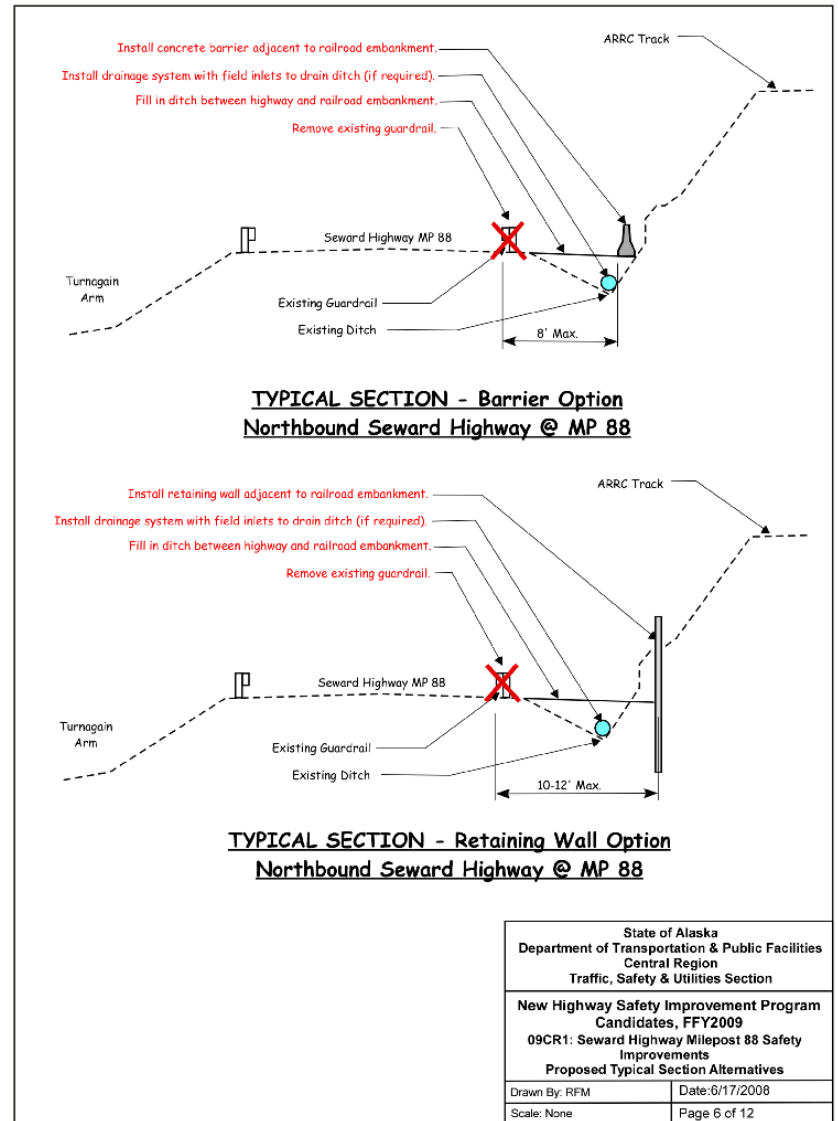 Install concrete barrier adjacent to railroad embankment.
ARRC Track
Install drainage system with field inlets to drain ditch (if required).
Fill in ditch between highway and railroad embankment.
Remove existing guardrail.
Seward Highway MP 88
Turnagain
Arm
Existing Guardrail
Existing Ditch
8' Max.
TYPICAL SECTION - Barrier Option
Northbound Seward Highway @ MP 88
ARRC Track
Install retaining wall adjacent to railroad embankment.
Install drainage system with field inlets to drain ditch (if required).
Fill in ditch between highway and railroad embankment.
Remove existing guardrail.
Seward Highway MP 88
Turnagain
Arm
Existing Guardrail
Existing Ditch
10-12' Max.
TYPICAL SECTION - Retaining Wall Option
Northbound Seward Highway @ MP 88
State of Alaska
Department of Transportation & Public Facilities
Central Region
Traffic, Safety & Utilities Section
New Highway Safety Improvement Program
Candidates, FFY2009
09CR1: Seward Highway Milepost 88 Safety
Improvements
Proposed Typical Section Alternatives
Drawn By: RFM
Date:6/17/2008
Scale: None
Page 6 of 12